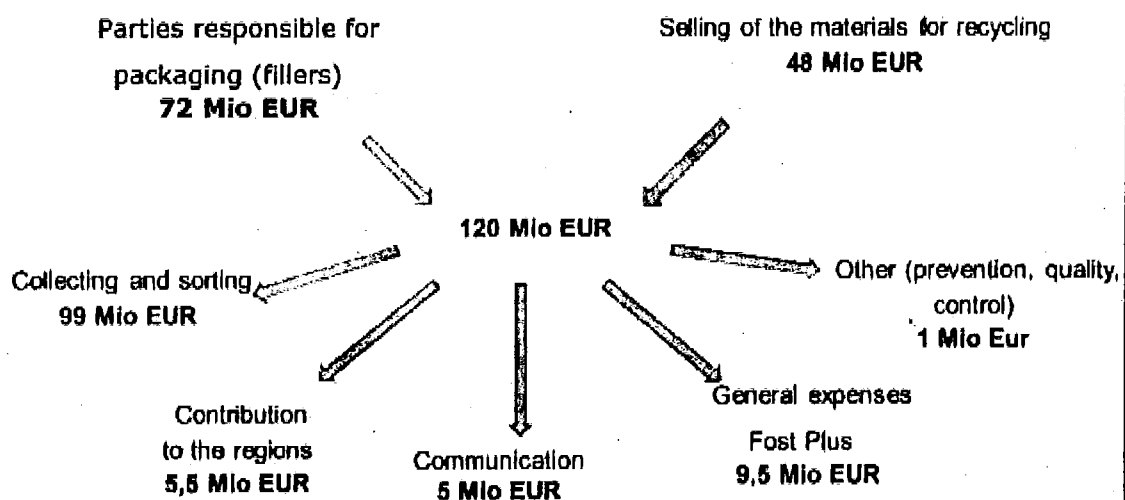 Parties responsible for
packaging (fillers)
72 Mio EUR
Selling of the materials for recycling
48 Mio EUR
120 Mio EUR
Collecting and sorting
99 Mio EUR
Other (prevention, quality,
control)
1 Mio Eur
Contribution
to the regions
5,5 Mio EUR
Communication
5 Mio EUR
General expenses
Fost Plus
9,5 Mio EUR